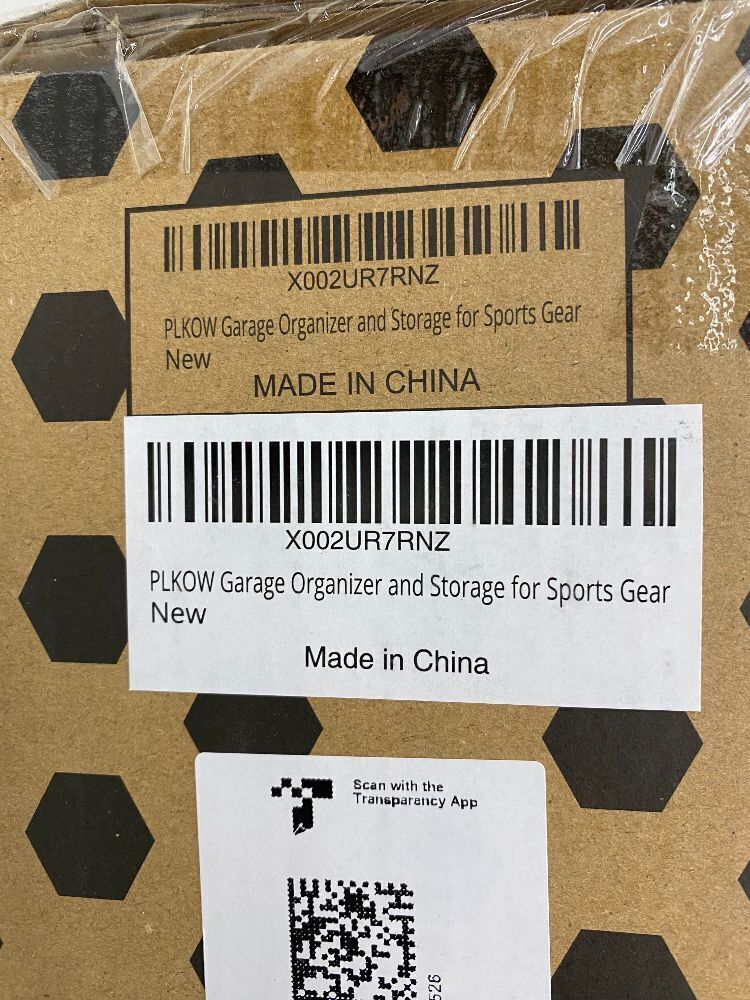 X002UR7RNZ
PLKOW Garage Organizer and Storage for Sports Gear
New
MADE IN CHINA
X002UR7RNZ
PLKOW Garage Organizer and Storage for Sports Gear
New
Made in China
Scan with the
Transparency App
526